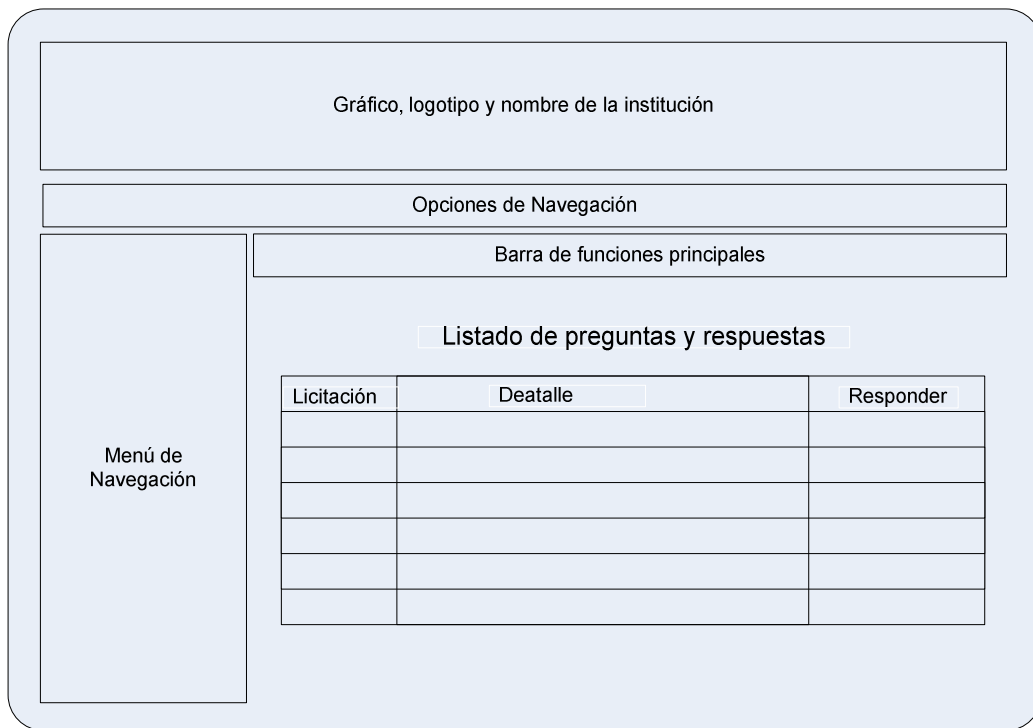 Gráfico, logotipo y nombre de la institución
Opciones de Navegación
Barra de funciones principales
Menú de
Navegación
Listado de preguntas y respuestas
Licitación Deatalle Responder